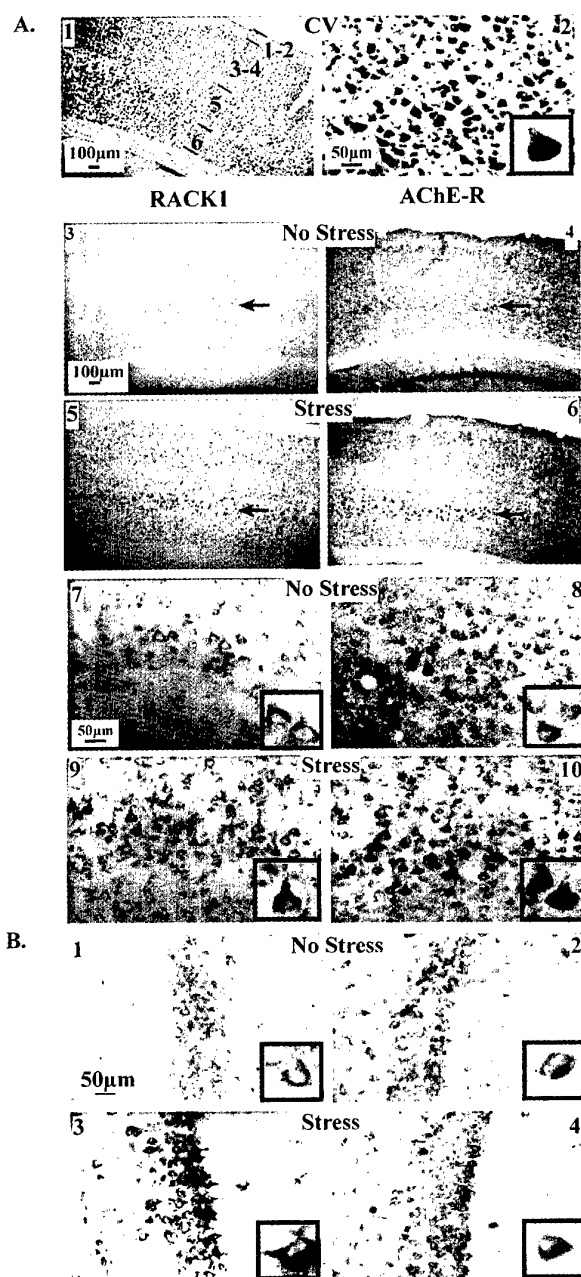 A.
1 CV 2
1-2
3-4
5
6
100µm 50µm
RACK1 AChE-R
3 No Stress 4
100µm
5 Stress 6
7 No Stress 8
50µm
9 Stress 10
B.
1 No Stress 2
50µm
3 Stress 4